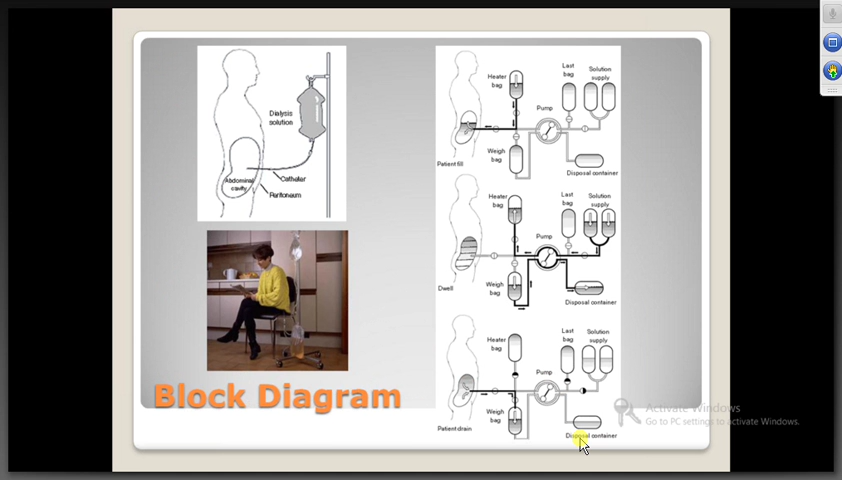 Dialysis
solution
Catheter
Abdominal
cavity
Peritoneum
Block Diagram
Heater
bag
Last
bag
Solution
supply
Pump
Weigh
bag
Patient fill
Disposal container
Heater
bag
Last
bag
Solution
supply
Pump
Weigh
bag
Dwell
Disposal container
Heater
bag
Last
bag
Solution
supply
Pump
Weigh
bag
Patient drain
Disposal container
Activate Windows
Go to PC settings to activate Windows.